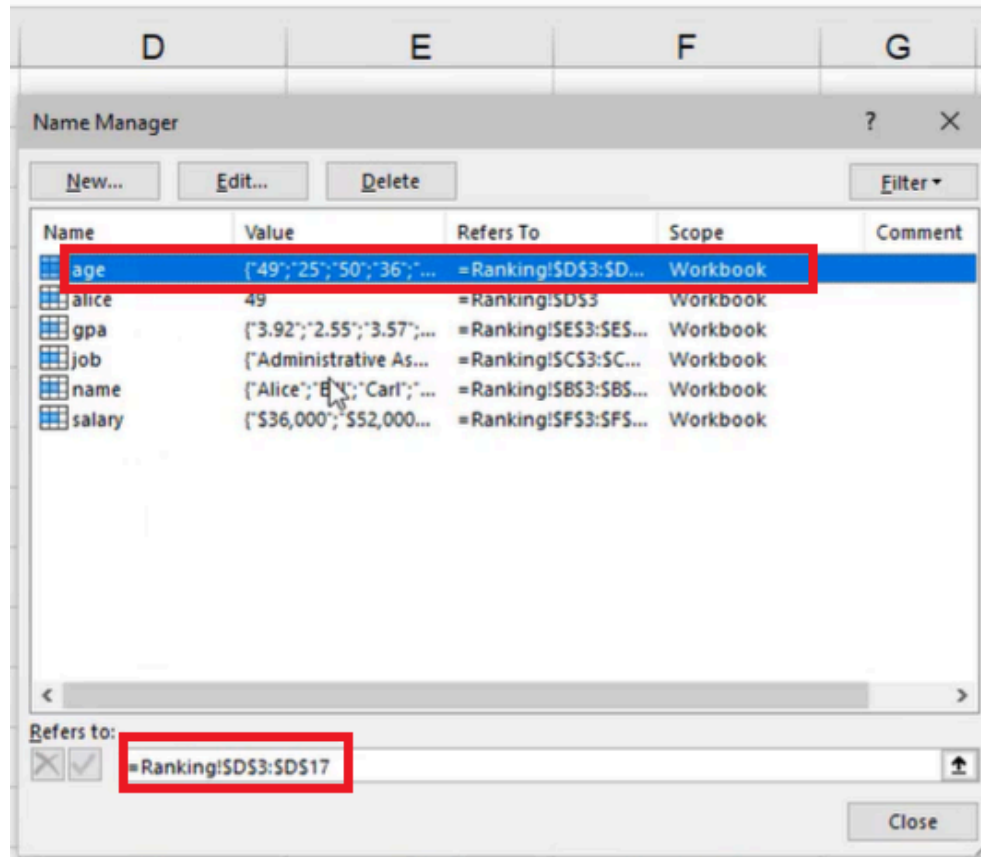 D E F G
Name Manager ? ×
New... Edit... Delete Filter
Name Value Refers To Scope Comment
age {"49";"25";"50";"36";"... =Ranking!$D$3:$D... Workbook
alice 49 =Ranking!$D$3 Workbook
gpa {"3.92";"2.55";"3.57";... =Ranking!$E$3:$E$... Workbook
job {"Administrative As... =Ranking!$C$3:$C... Workbook
name {"Alice"; "Carl";"... =Ranking!$B$3:$B$... Workbook
salary {"$36,000";"$52,000... =Ranking!$F$3:$F$... Workbook
Refers to:
=Ranking!$D$3:$D$17
Close